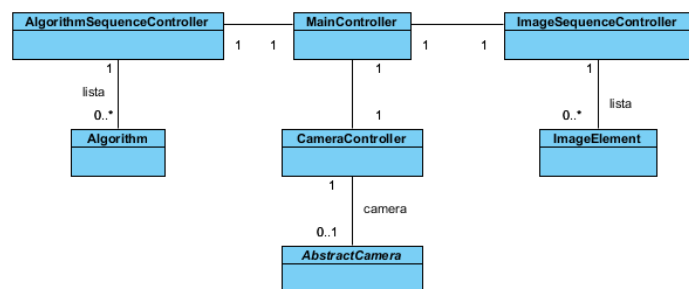 AlgorithmSequenceController
MainController
ImageSequenceController
1
1
1
1
1
1
1
lista
lista
0..*
1
0..*
Algorithm
CameraController
ImageElement
1
camera
0..1
AbstractCamera